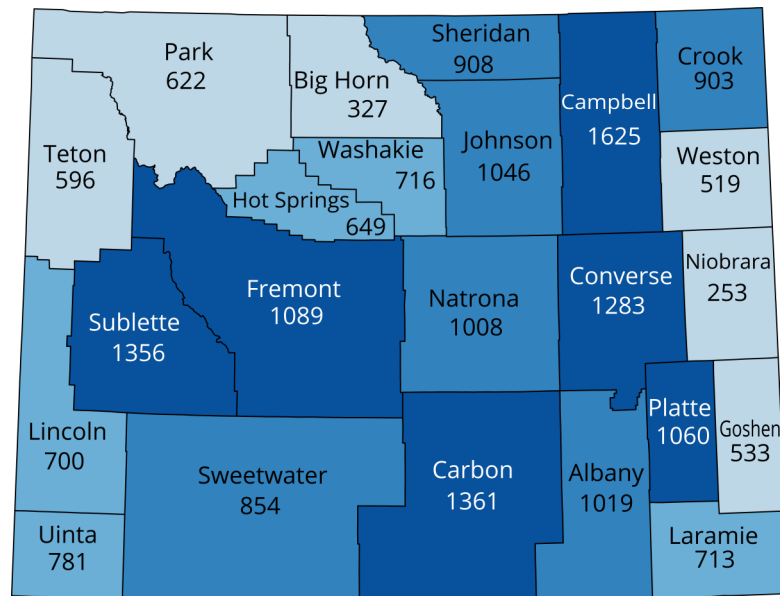 Park
622
Big Horn
327
Sheridan
908
Campbell
1625
Crook
903
Teton
596
Washakie
716
Johnson
1046
Weston
519
Hot Springs
649
Fremont
1089
Natrona
1008
Converse
1283
Niobrara
253
Sublette
1356
Lincoln
700
Platte
1060
Goshen
533
Sweetwater
854
Carbon
1361
Albany
1019
Uinta
781
Laramie
713